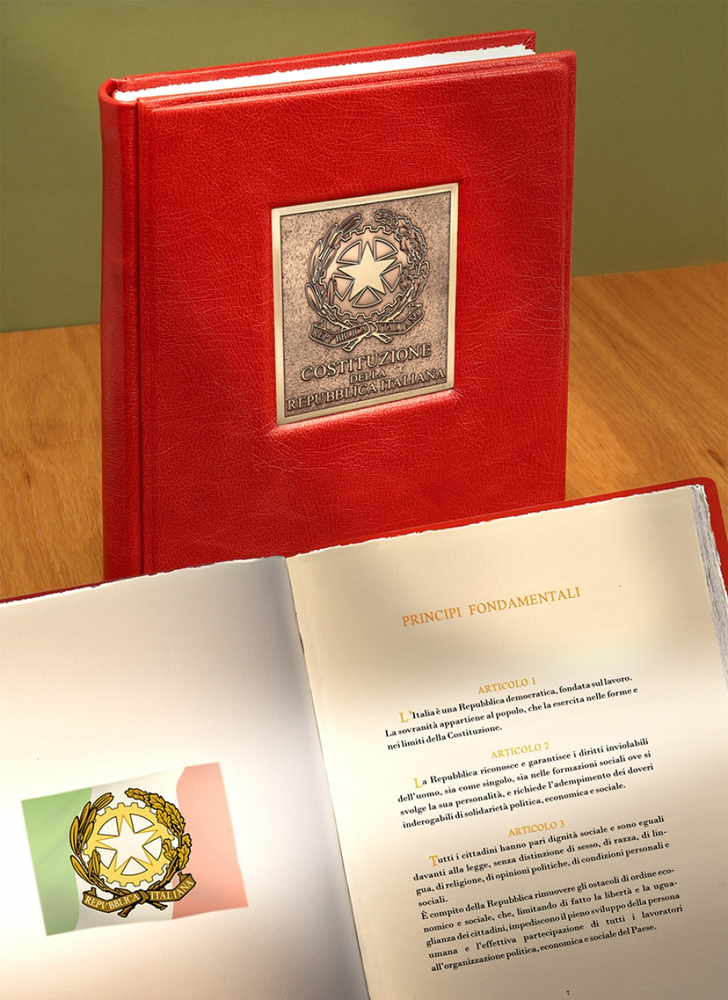 REPVBBLICA ITALIANA
COSTITUZIONE
DELLA
REPUBBLICA ITALIANA
REPVBBLICA ITALIANA
PRINCIPI FONDAMENTALI
ARTICOLO 1
L'Italia è una Repubblica democratica, fondata sul lavoro.
La sovranità appartiene al popolo, che la esercita nelle forme e
nei limiti della Costituzione.
ARTICOLO 2
La Repubblica riconosce e garantisce i diritti inviolabili
dell'uomo, sia come singolo, sia nelle formazioni sociali ove si
svolge la sua personalità, e richiede l'adempimento dei doveri
inderogabili di solidarietà politica, economica e sociale.
ARTICOLO 3
Tutti i cittadini hanno pari dignità sociale e sono eguali
davanti alla legge, senza distinzione di sesso, di razza, di lin-
gua, di religione, di opinioni politiche, di condizioni personali e
sociali.
È compito della Repubblica rimuovere gli ostacoli di ordine eco-
nomico e sociale, che, limitando di fatto la libertà e la ugua-
glianza dei cittadini, impediscono il pieno sviluppo della persona
umana e l'effettiva partecipazione di tutti i lavoratori
all'organizzazione politica, economica e sociale del Paese.
7